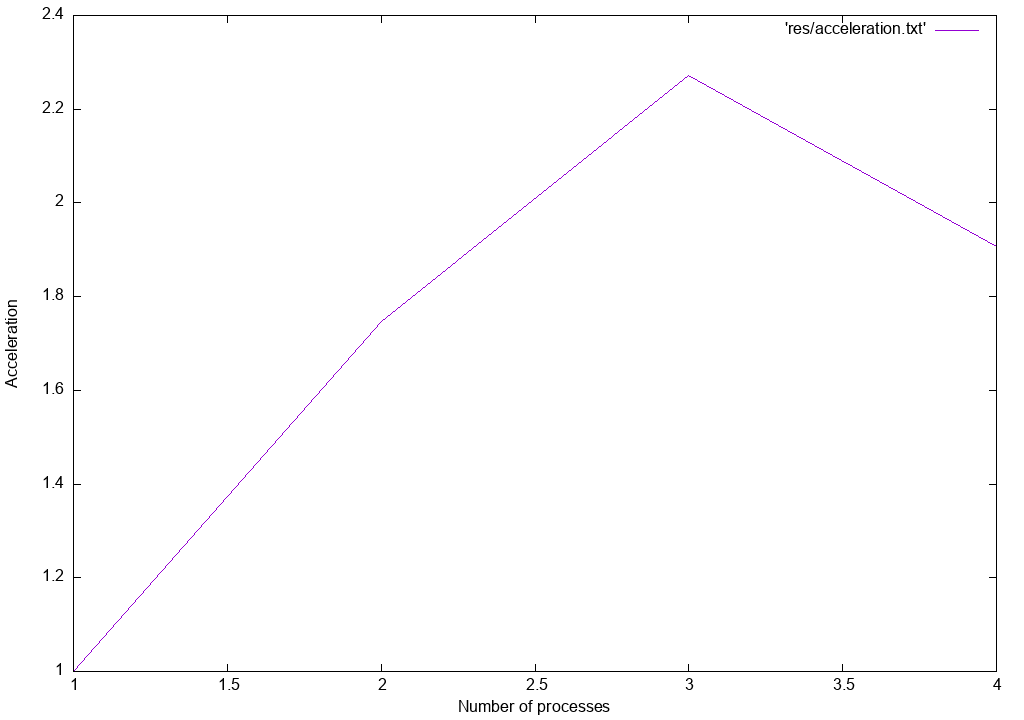 2.4
'res/acceleration.txt'
2.2
2
1.8
1.6
1.4
1.2
1
Acceleration
1 1.5 2 2.5 3 3.5 4
Number of processes